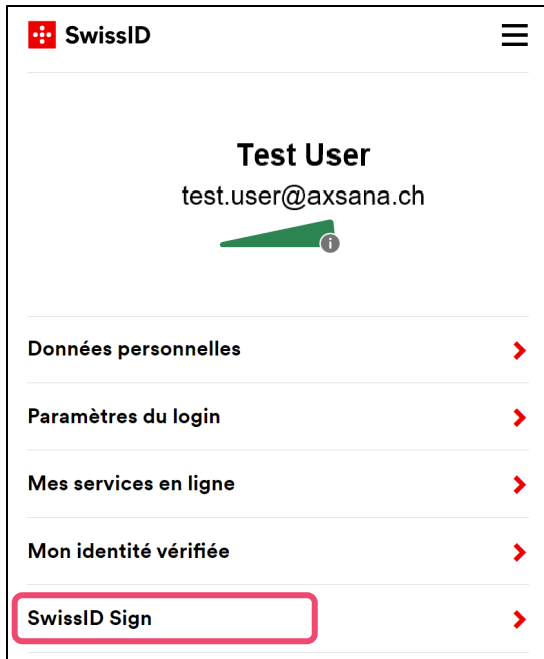 SwissID
Test User
test.user@axsana.ch
i
Données personnelles
Paramètres du login
Mes services en ligne
Mon identité vérifiée
SwissID Sign